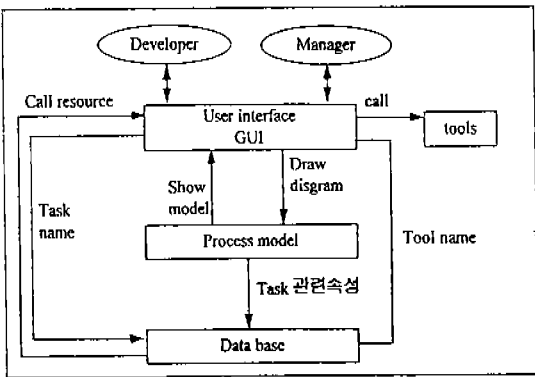 Developer
Manager
Call resource
User interface
GUI
call
tools
Show
model
Draw
disgram
Task
name
Process model
Tool name
Task 관련속성
Data base